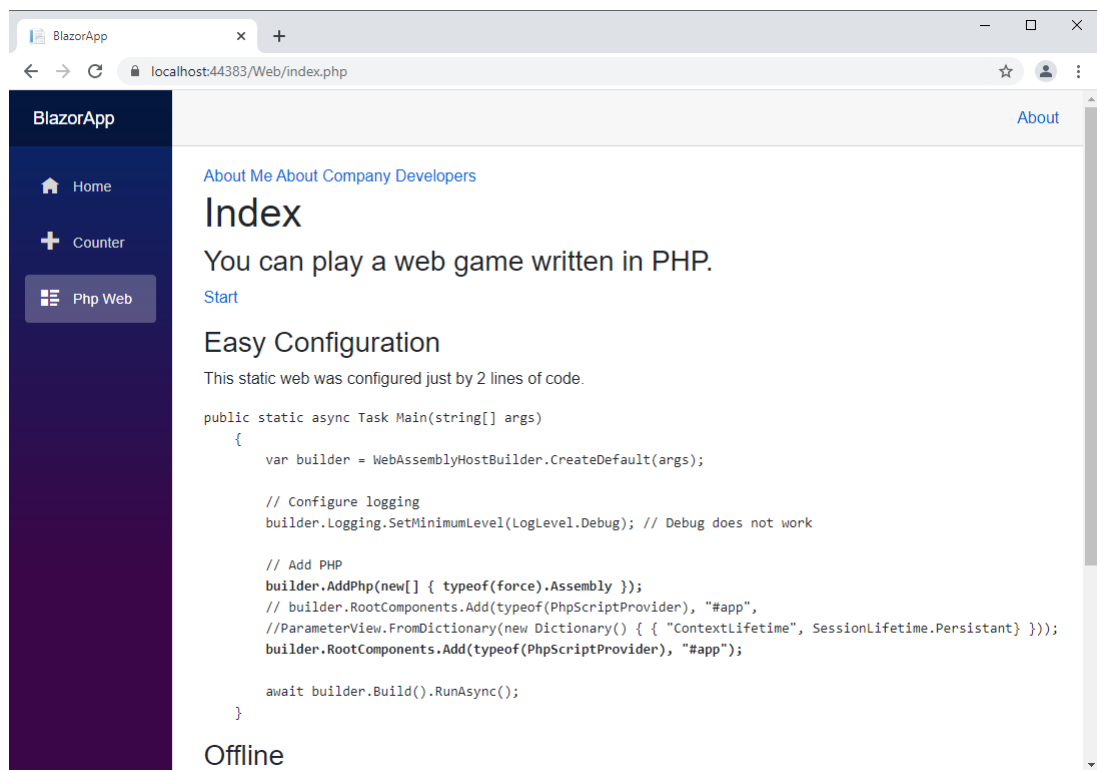 BlazorApp
localhost:44383/Web/index.php
BlazorApp
About
Home
Counter
Php Web
About Me About Company Developers
Index
You can play a web game written in PHP.
Start
Easy Configuration
This static web was configured just by 2 lines of code.
public static async Task Main(string[] args)
{
var builder = WebAssemblyHostBuilder.CreateDefault(args);
// Configure logging
builder.Logging.SetMinimumLevel(LogLevel.Debug); // Debug does not work
// Add PHP
builder.AddPhp(new[] { typeof(force).Assembly });
// builder.RootComponents.Add(typeof(PhpScriptProvider), "#app",
//ParameterView.FromDictionary(new Dictionary() { { "ContextLifetime", SessionLifetime.Persistant} }));
builder.RootComponents.Add(typeof(PhpScriptProvider), "#app");
await builder.Build().RunAsync();
}
Offline